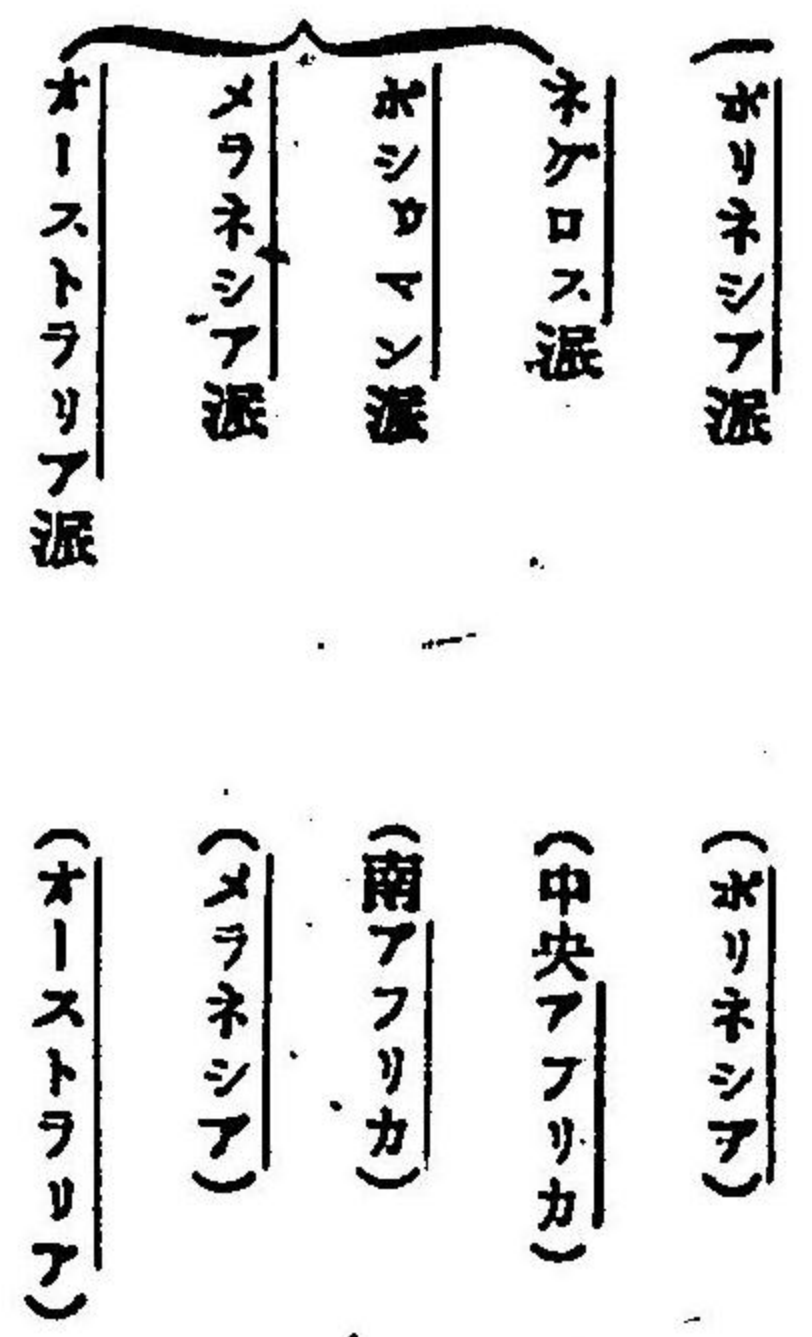 ポリネシア派 (ポリネシア)
ネグロス派 (中央アフリカ)
ボシヤマン派 (南アフリカ)
メラネシア派 (メラネシア)
オーストラリア派 (オーストラリア)